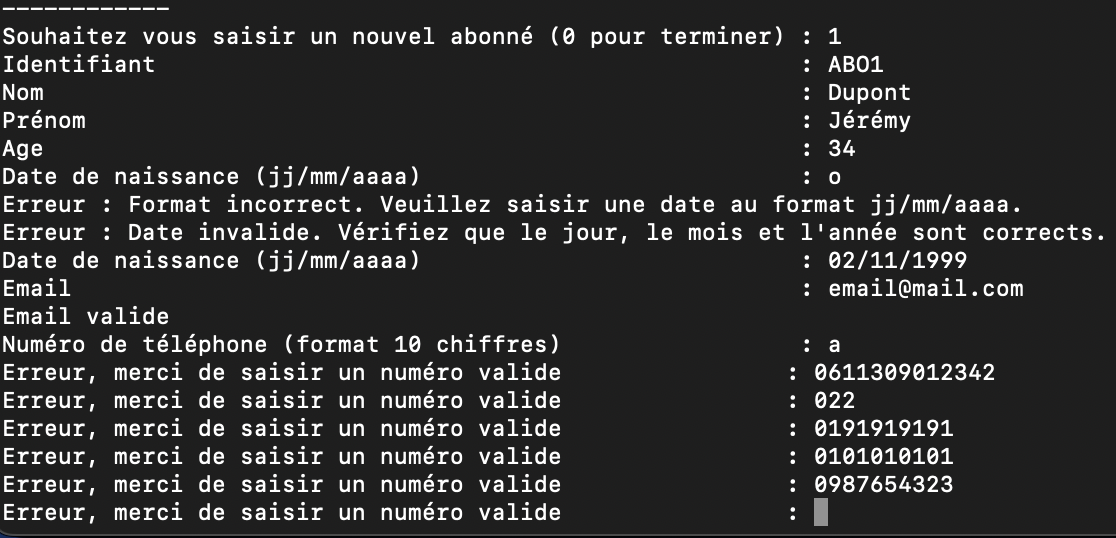 ------------
Souhaitez vous saisir un nouvel abonné (0 pour terminer) : 1
Identifiant : ABO1
Nom : Dupont
Prénom : Jérémy
Age : 34
Date de naissance (jj/mm/aaaa) : o
Erreur : Format incorrect. Veuillez saisir une date au format jj/mm/aaaa.
Erreur : Date invalide. Vérifiez que le jour, le mois et l'année sont corrects.
Date de naissance (jj/mm/aaaa) : 02/11/1999
Email : email@mail.com
Email valide
Numéro de téléphone (format 10 chiffres) : a
Erreur, merci de saisir un numéro valide : 0611309012342
Erreur, merci de saisir un numéro valide : 022
Erreur, merci de saisir un numéro valide : 0191919191
Erreur, merci de saisir un numéro valide : 0101010101
Erreur, merci de saisir un numéro valide : 0987654323
Erreur, merci de saisir un numéro valide :